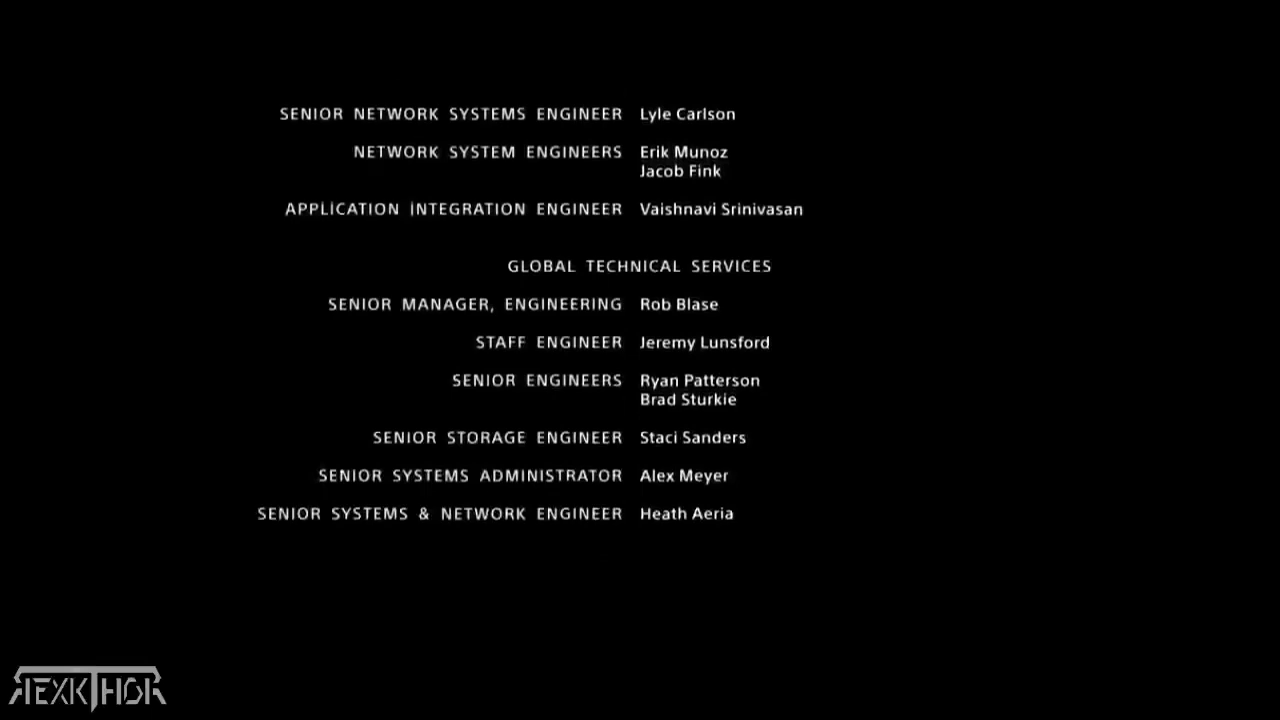 SENIOR NETWORK SYSTEMS ENGINEER Lyle Carlson
NETWORK SYSTEM ENGINEERS Erik Munoz
Jacob Fink
APPLICATION INTEGRATION ENGINEER Vaishnavi Srinivasan
GLOBAL TECHNICAL SERVICES
SENIOR MANAGER, ENGINEERING Rob Blase
STAFF ENGINEER Jeremy Lunsford
SENIOR ENGINEERS Ryan Patterson
Brad Sturkie
SENIOR STORAGE ENGINEER Staci Sanders
SENIOR SYSTEMS ADMINISTRATOR Alex Meyer
SENIOR SYSTEMS & NETWORK ENGINEER Heath Aeria